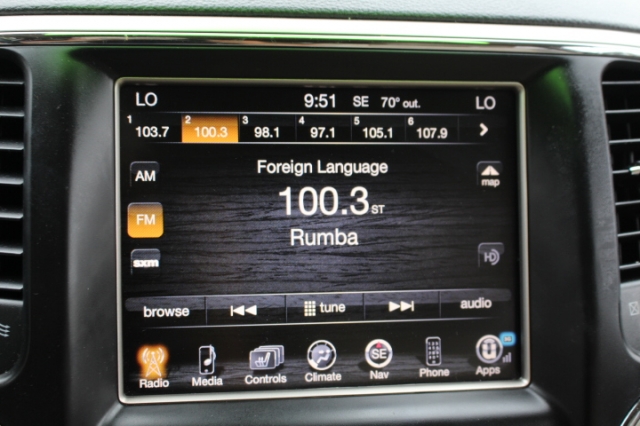 LO 9:51 SE 70° out. LO
1 103.7 2 100.3 3 98.1 4 97.1 5 105.1 6 107.9 >
AM
Foreign Language
map
100.3 ST
FM
Rumba
sxm
HD
browse tune audio
Radio Media Controls Climate SE Nav Phone Apps